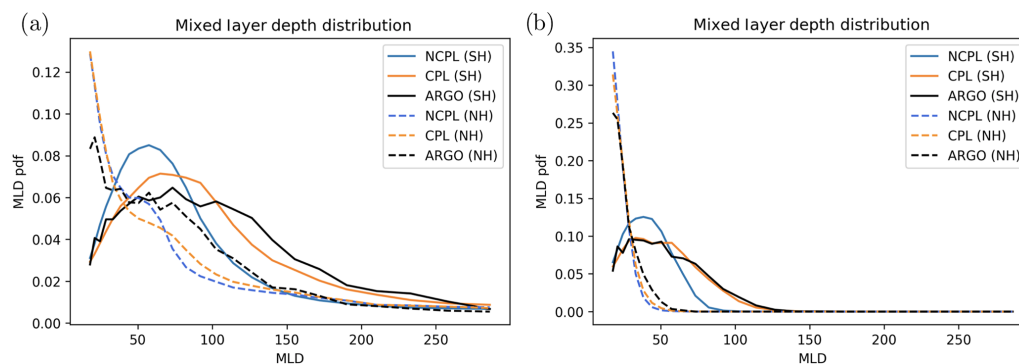 (a)
Mixed layer depth distribution
MLD pdf
0.12
0.10
0.08
0.06
0.04
0.02
0.00
NCPL (SH)
CPL (SH)
ARGO (SH)
NCPL (NH)
CPL (NH)
ARGO (NH)
50
100
150
200
250
MLD
(b)
Mixed layer depth distribution
MLD pdf
0.35
0.30
0.25
0.20
0.15
0.10
0.05
0.00
NCPL (SH)
CPL (SH)
ARGO (SH)
NCPL (NH)
CPL (NH)
ARGO (NH)
50
100
150
200
250
MLD